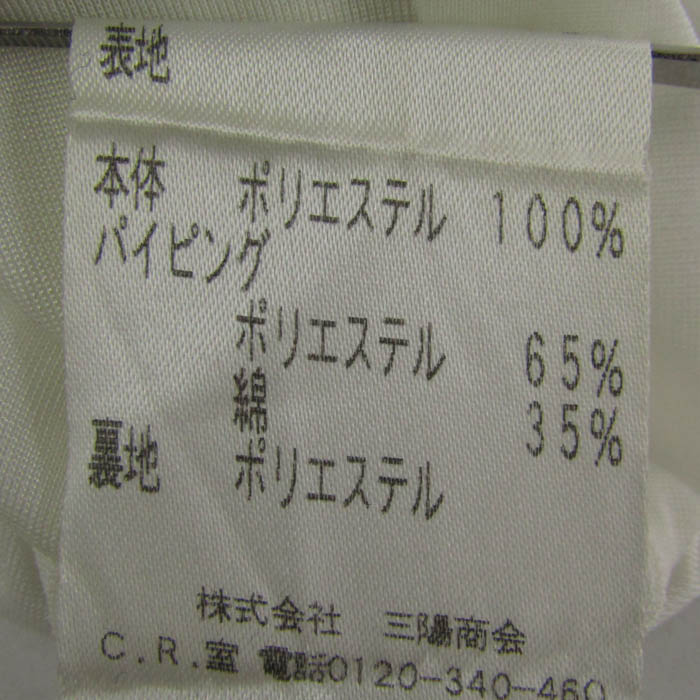 表地
本体 ポリエステル 100%
パイピング
ポリエステル 65%
綿 35%
裏地 ポリエステル
株式会社 三陽商会
C.R.室 電話0120-340-460